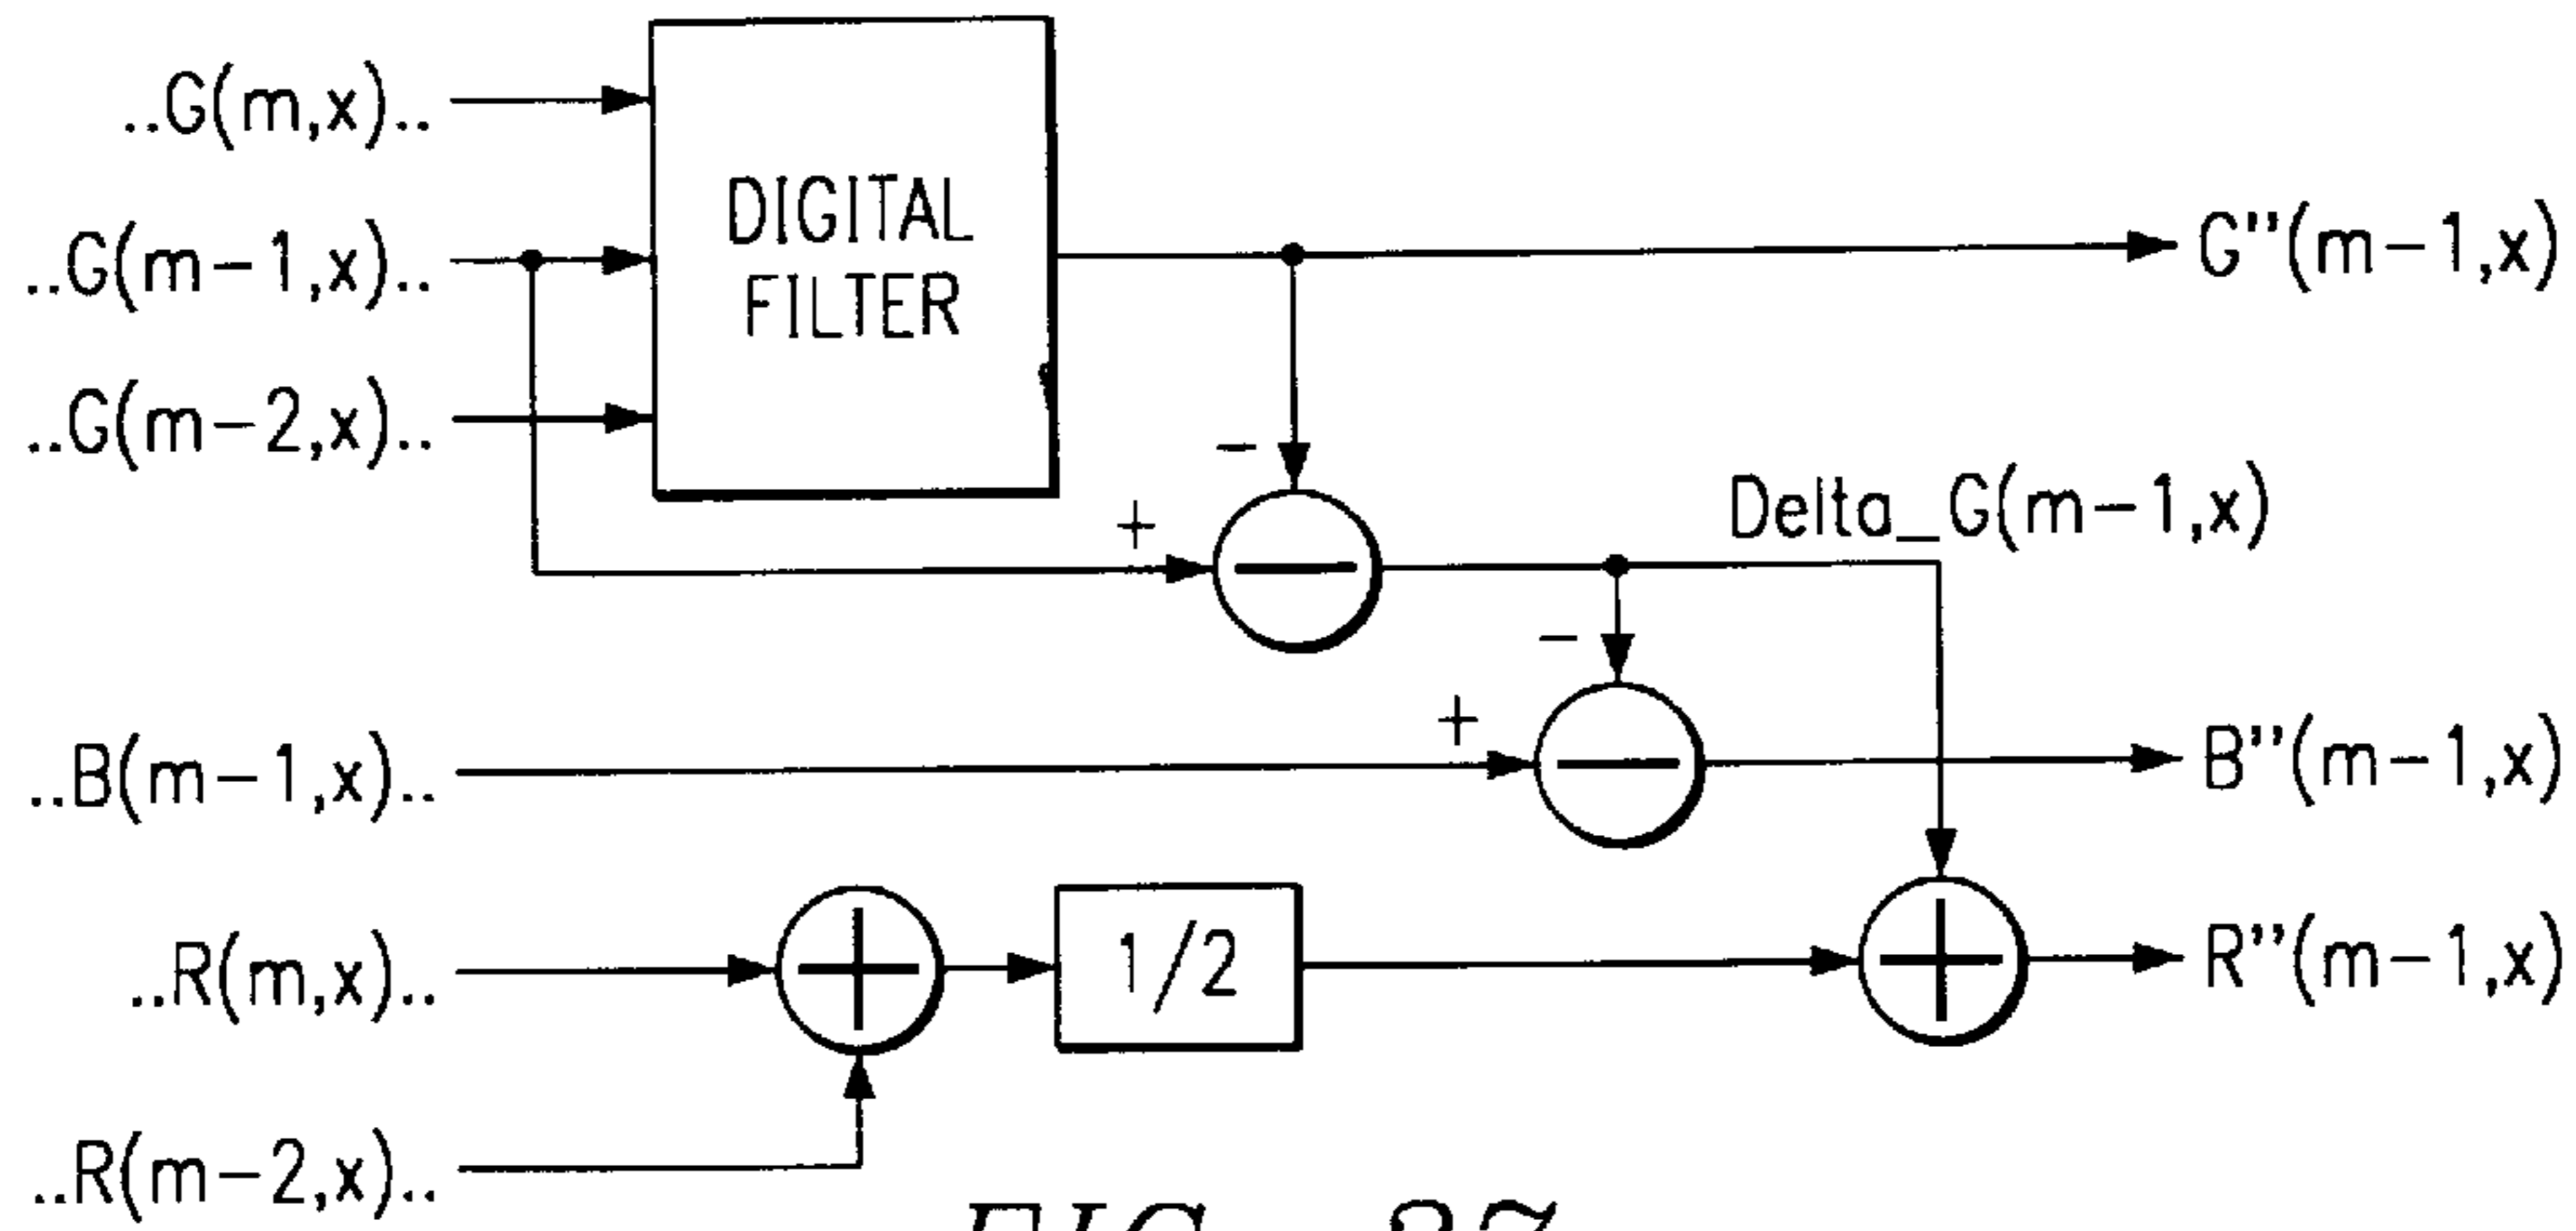 ..G(m,x)..
..G(m-1,x)..
..G(m-2,x)..
DIGITAL
FILTER
G"(m-1,x)
-
+
Delta_G(m-1,x)
-
+
..B(m-1,x)..
B"(m-1,x)
..R(m,x)..
1/2
R"(m-1,x)
..R(m-2,x)..